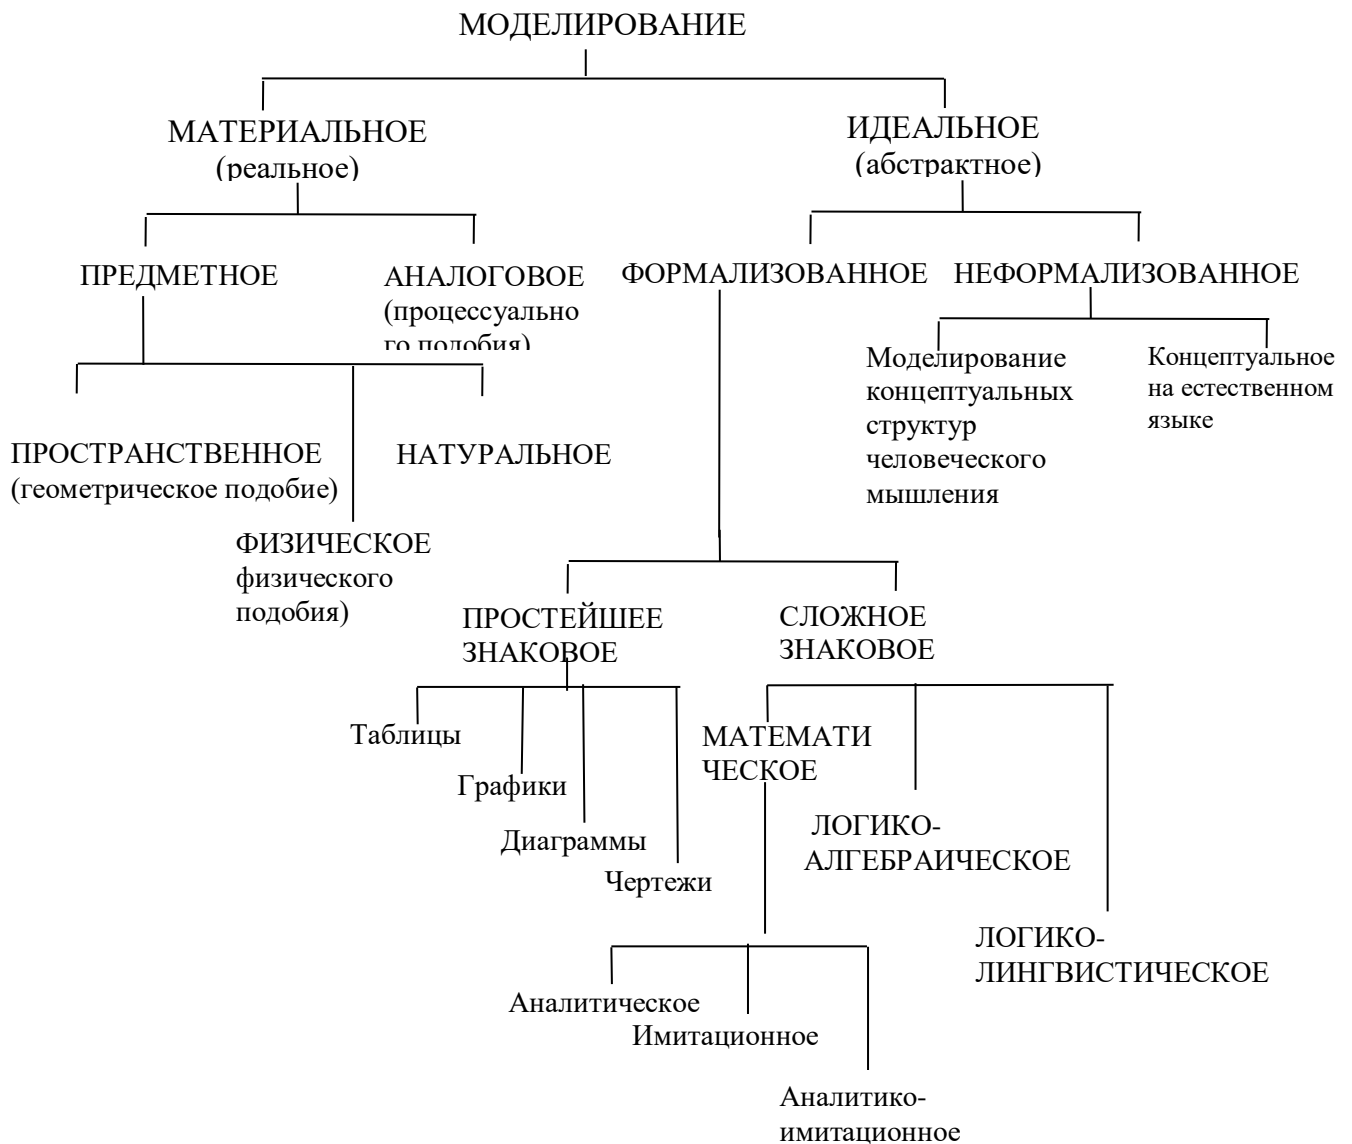 МОДЕЛИРОВАНИЕ
МАТЕРИАЛЬНОЕ
(реальное)
ИДЕАЛЬНОЕ
(абстрактное)
ПРЕДМЕТНОЕ
АНАЛОГОВОЕ
(процессуально
го подобия)
ФОРМАЛИЗОВАННОЕ
НЕФОРМАЛИЗОВАННОЕ
Моделирование
концептуальных
структур
человеческого
мышления
Концептуальное
на естественном
языке
ПРОСТРАНСТВЕННОЕ
(геометрическое подобие)
НАТУРАЛЬНОЕ
ФИЗИЧЕСКОЕ
физического
подобия)
ПРОСТЕЙШЕЕ
ЗНАКОВОЕ
СЛОЖНОЕ
ЗНАКОВОЕ
Таблицы
Графики
Диаграммы
Чертежи
МАТЕМАТИ
ЧЕСКОЕ
ЛОГИКО-
АЛГЕБРАИЧЕСКОЕ
ЛОГИКО-
ЛИНГВИСТИЧЕСКОЕ
Аналитическое
Имитационное
Аналитико-
имитационное